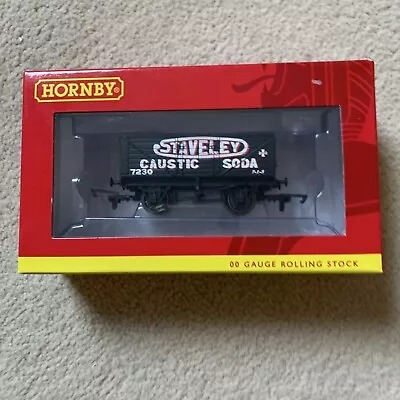 HORNBY
STAVELEY
CAUSTIC SODA
7230
00 GAUGE ROLLING STOCK